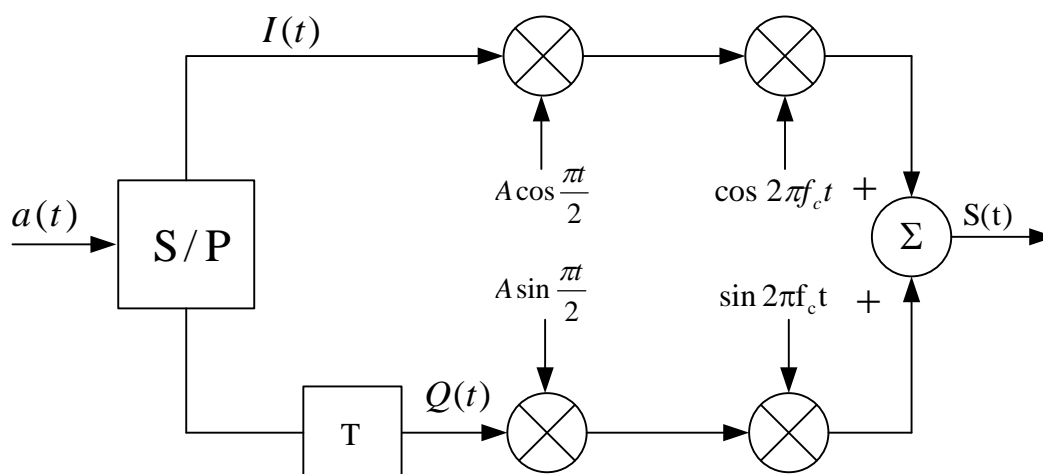 I(t)
A cos πt/2
cos 2πf_c t
+
a(t)
S/P
Σ
S(t)
A sin πt/2
sin 2πf_c t
+
Q(t)
T